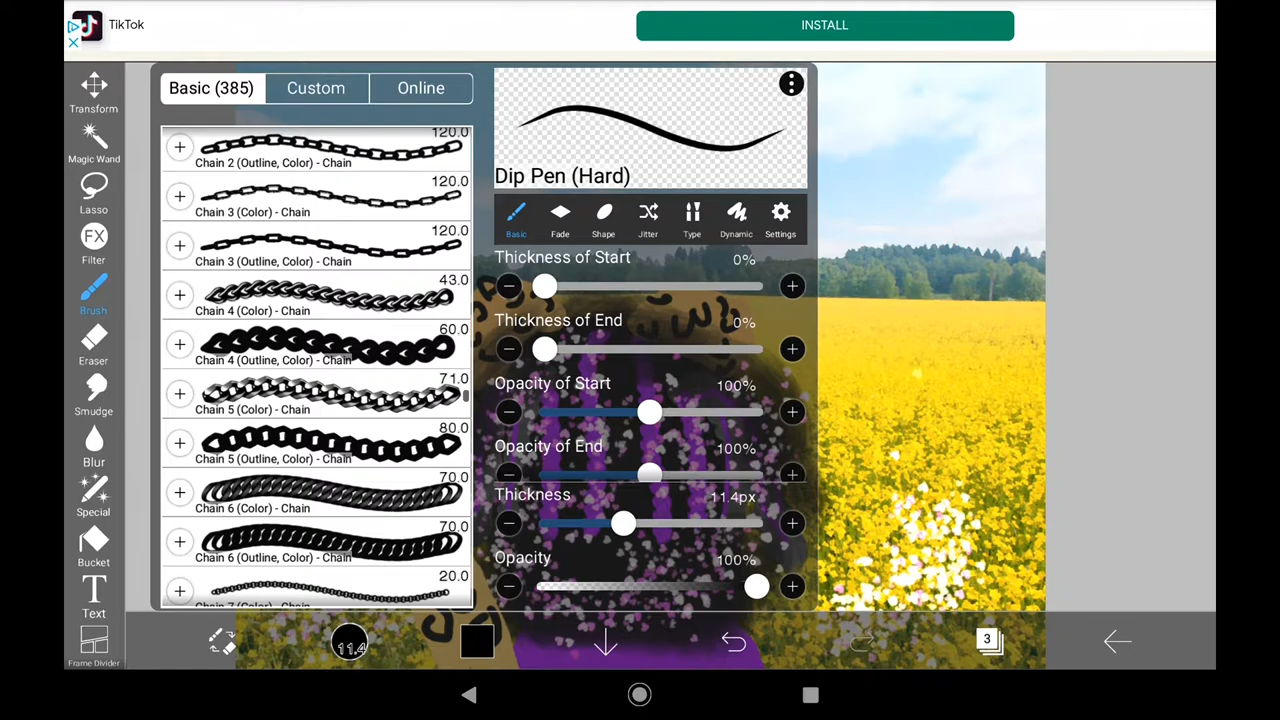 TikTok
INSTALL
Transform
Magic Wand
Lasso
FX
Filter
Brush
Eraser
Smudge
Blur
Special
Bucket
T
Text
Frame Divider
Basic (385)
Custom
Online
120.0
Chain 2 (Outline, Color) - Chain
120.0
Chain 3 (Color) - Chain
120.0
Chain 3 (Outline, Color) - Chain
43.0
Chain 4 (Color) - Chain
60.0
Chain 4 (Outline, Color) - Chain
71.0
Chain 5 (Color) - Chain
80.0
Chain 5 (Outline, Color) - Chain
70.0
Chain 6 (Color) - Chain
70.0
Chain 6 (Outline, Color) - Chain
20.0
Chain 7 (Color) - Chain
Dip Pen (Hard)
Basic
Fade
Shape
Jitter
Type
Dynamic
Settings
Thickness of Start 0%
Thickness of End 0%
Opacity of Start 100%
Opacity of End 100%
Thickness 11.4px
Opacity 100%
11.4
3